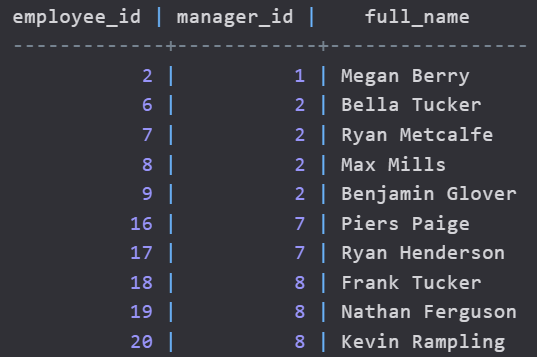 employee_id | manager_id |    full_name
-------------+------------+-----------------
           2 |          1 | Megan Berry
           6 |          2 | Bella Tucker
           7 |          2 | Ryan Metcalfe
           8 |          2 | Max Mills
           9 |          2 | Benjamin Glover
          16 |          7 | Piers Paige
          17 |          7 | Ryan Henderson
          18 |          8 | Frank Tucker
          19 |          8 | Nathan Ferguson
          20 |          8 | Kevin Rampling